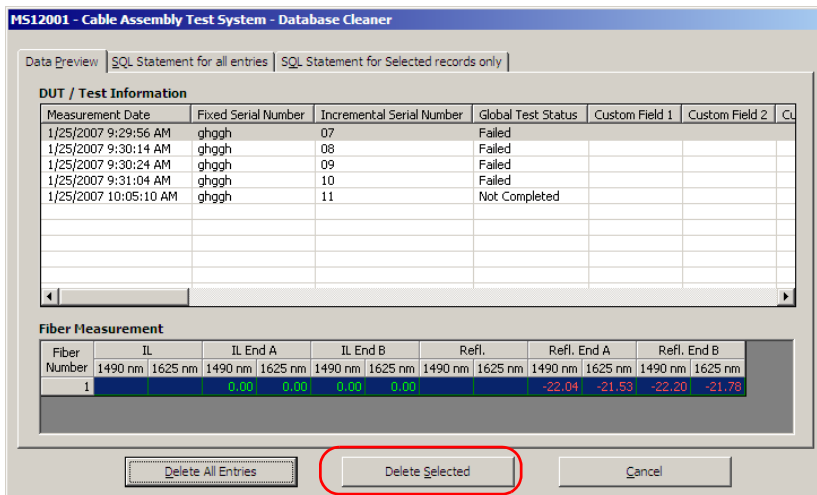 MS12001 - Cable Assembly Test System - Database Cleaner
Data Preview SQL Statement for all entries SQL Statement for Selected records only
DUT / Test Information
Measurement Date Fixed Serial Number Incremental Serial Number Global Test Status Custom Field 1 Custom Field 2 Cu
1/25/2007 9:29:56 AM ghggh 07 Failed
1/25/2007 9:30:14 AM ghggh 08 Failed
1/25/2007 9:30:24 AM ghggh 09 Failed
1/25/2007 9:31:04 AM ghggh 10 Failed
1/25/2007 10:05:10 AM ghggh 11 Not Completed
Fiber Measurement
Fiber Number IL IL End A IL End B Refl. Refl. End A Refl. End B
1490 nm 1625 nm 1490 nm 1625 nm 1490 nm 1625 nm 1490 nm 1625 nm 1490 nm 1625 nm 1490 nm 1625 nm
1 0.00 0.00 0.00 0.00 -22.04 -21.53 -22.20 -21.78
Delete All Entries Delete Selected Cancel